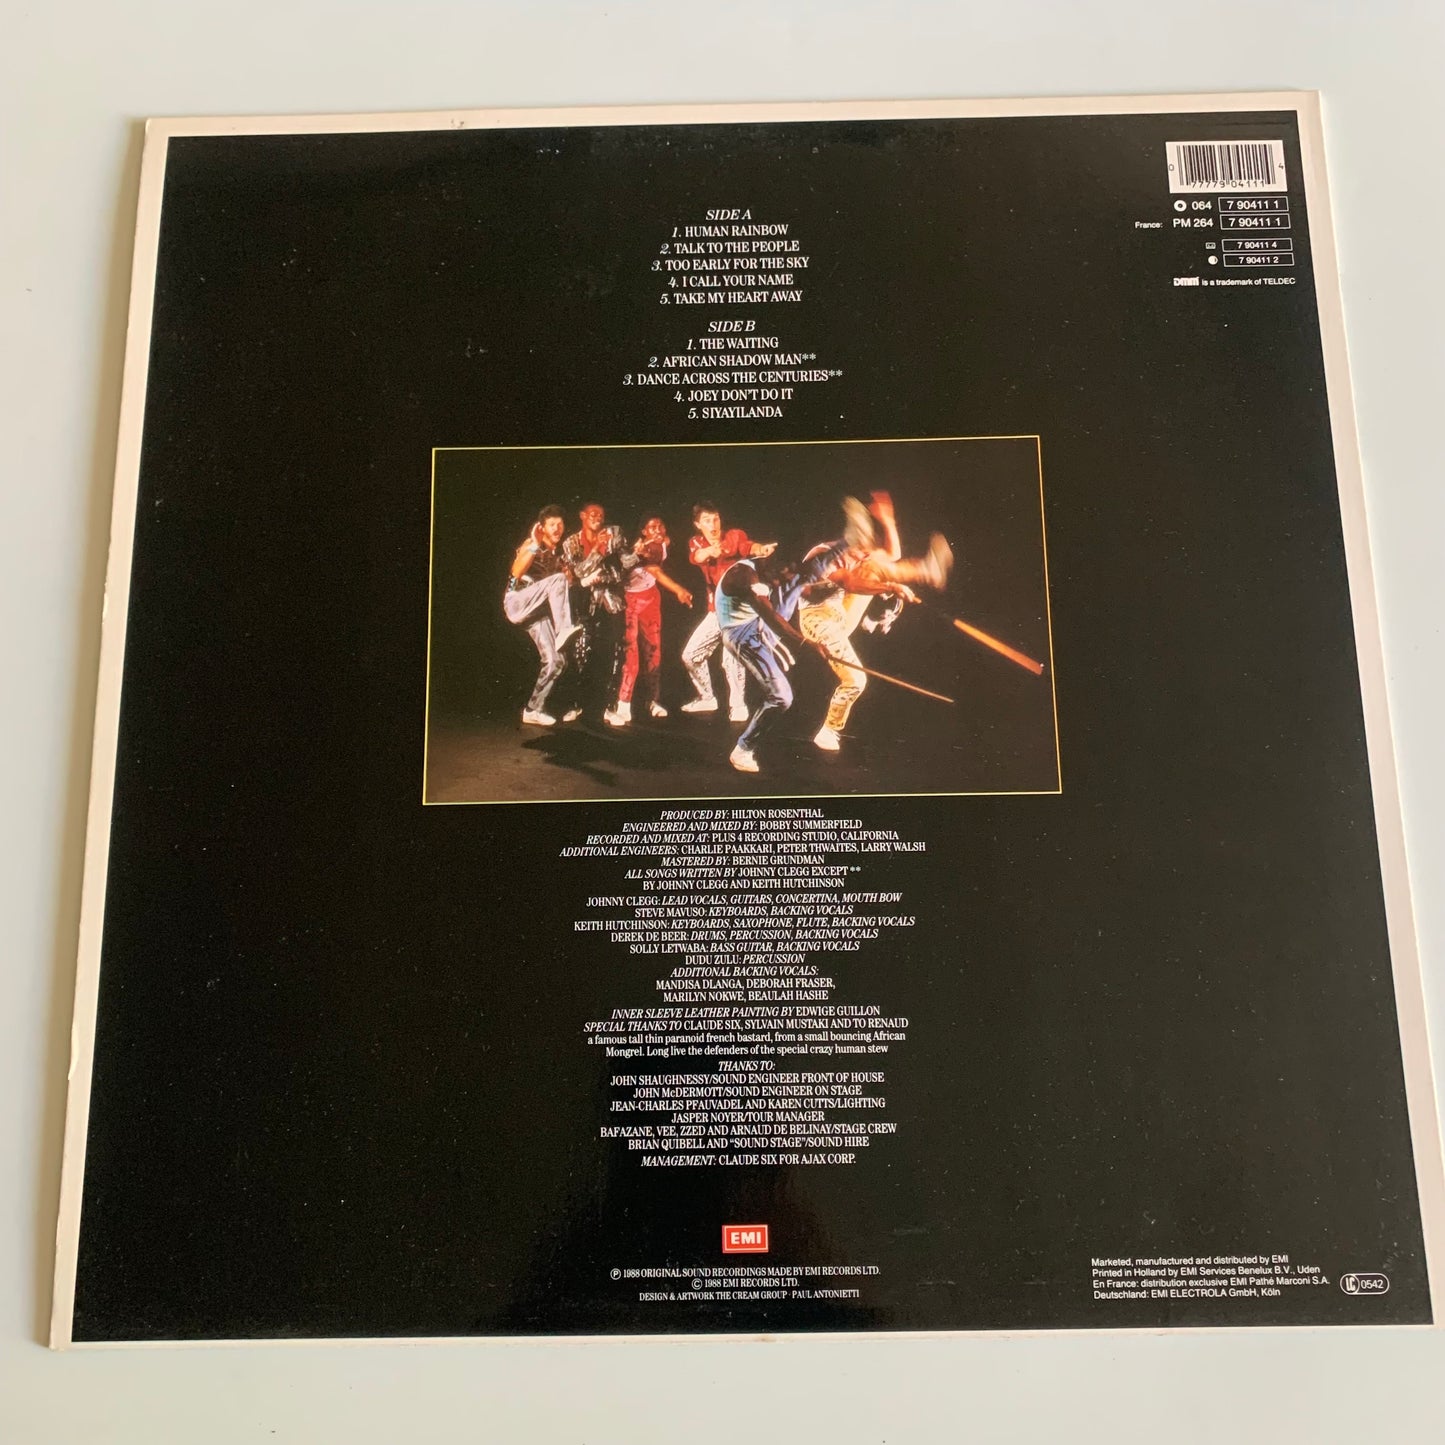 SIDE A
1. HUMAN RAINBOW
2. TALK TO THE PEOPLE
3. TOO EARLY FOR THE SKY
4. I CALL YOUR NAME
5. TAKE MY HEART AWAY
SIDE B
1. THE WAITING
2. AFRICAN SHADOW MAN**
3. DANCE ACROSS THE CENTURIES**
4. JOEY DON'T DO IT
5. SIYAYILANDA
0 77779 04111 4
064 7 90411 1
France: PM 264 7 90411 1
7 90411 4
7 90411 2
DMM is a trademark of TELDEC
PRODUCED BY: HILTON ROSENTHAL
ENGINEERED AND MIXED BY: BOBBY SUMMERFIELD
RECORDED AND MIXED AT: PLUS 4 RECORDING STUDIO, CALIFORNIA
ADDITIONAL ENGINEERS: CHARLIE PAAKKARI, PETER THWAITES, LARRY WALSH
MASTERED BY: BERNIE GRUNDMAN
ALL SONGS WRITTEN BY JOHNNY CLEGG EXCEPT **
BY JOHNNY CLEGG AND KEITH HUTCHINSON
JOHNNY CLEGG: LEAD VOCALS, GUITARS, CONCERTINA, MOUTH BOW
STEVE MAVUSO: KEYBOARDS, BACKING VOCALS
KEITH HUTCHINSON: KEYBOARDS, SAXOPHONE, FLUTE, BACKING VOCALS
DEREK DE BEER: DRUMS, PERCUSSION, BACKING VOCALS
SOLLY LETWABA: BASS GUITAR, BACKING VOCALS
DUDU ZULU: PERCUSSION
ADDITIONAL BACKING VOCALS:
MANDISA DLANGA, DEBORAH FRASER,
MARILYN NOKWE, BEAULAH HASHE
INNER SLEEVE LEATHER PAINTING BY EDWIGE GUILLON
SPECIAL THANKS TO CLAUDE SIX, SYLVAIN MUSTAKI AND TO RENAUD
a famous tall thin paranoid french bastard, from a small bouncing African
Mongrel. Long live the defenders of the special crazy human stew
THANKS TO:
JOHN SHAUGHNESSY/SOUND ENGINEER FRONT OF HOUSE
JOHN McDERMOTT/SOUND ENGINEER ON STAGE
JEAN-CHARLES PFAUVADEL AND KAREN CUTTS/LIGHTING
JASPER NOYER/TOUR MANAGER
BAFAZANE, VEE, ZZED AND ARNAUD DE BELINAY/STAGE CREW
BRIAN QUIBELL AND "SOUND STAGE"/SOUND HIRE
MANAGEMENT: CLAUDE SIX FOR AJAX CORP.
EMI
℗ 1988 ORIGINAL SOUND RECORDINGS MADE BY EMI RECORDS LTD.
© 1988 EMI RECORDS LTD.
DESIGN & ARTWORK THE CREAM GROUP · PAUL ANTONIETTI
Marketed, manufactured and distributed by EMI
Printed in Holland by EMI Services Benelux B.V., Uden
En France: distribution exclusive EMI Pathé Marconi S.A.
Deutschland: EMI ELECTROLA GmbH, Köln
LC 0542